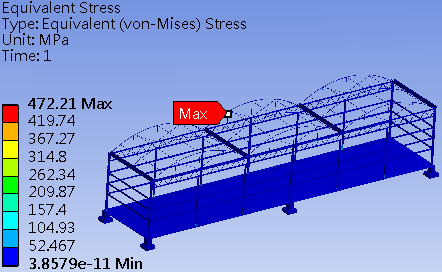 Equivalent Stress
Type: Equivalent (von-Mises) Stress
Unit: MPa
Time: 1
472.21 Max
419.74
367.27
314.8
262.34
209.87
157.4
104.93
52.467
3.8579e-11 Min
Max